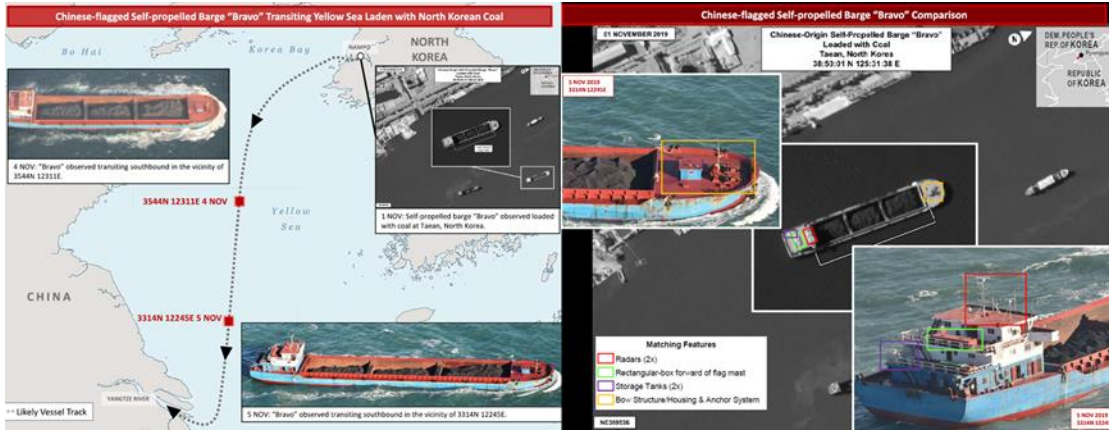 Chinese-flagged Self-propelled Barge "Bravo" Transiting Yellow Sea Laden with North Korean Coal
Bo Hai
Korea Bay
NAMPO
NORTH
KOREA
4 NOV: "Bravo" observed transiting southbound in the vicinity of
3544N 12311E.
1 NOV: Self-propelled barge "Bravo" observed loaded
with coal at Taean, North Korea.
3544N 12311E 4 NOV
Yellow
Sea
CHINA
3314N 12245E 5 NOV
YANGTZE RIVER
Likely Vessel Track
5 NOV: "Bravo" observed transiting southbound in the vicinity of 3314N 12245E.
Chinese-flagged Self-propelled Barge "Bravo" Comparison
01 NOVEMBER 2019
Chinese-Origin Self-Propelled Barge "Bravo"
Loaded with Coal
Taean, North Korea
38:53:01 N 125:31:38 E
N
DEM. PEOPLE'S
REP. OF KOREA
Pyongyang
REPUBLIC
OF KOREA
5 NOV 2019
3314N 12245E
Matching Features
Radars (2x)
Rectangular-box forward of flag mast
Storage Tanks (2x)
Bow Structure/Housing & Anchor System
5 NOV 2019
3314N 12245E